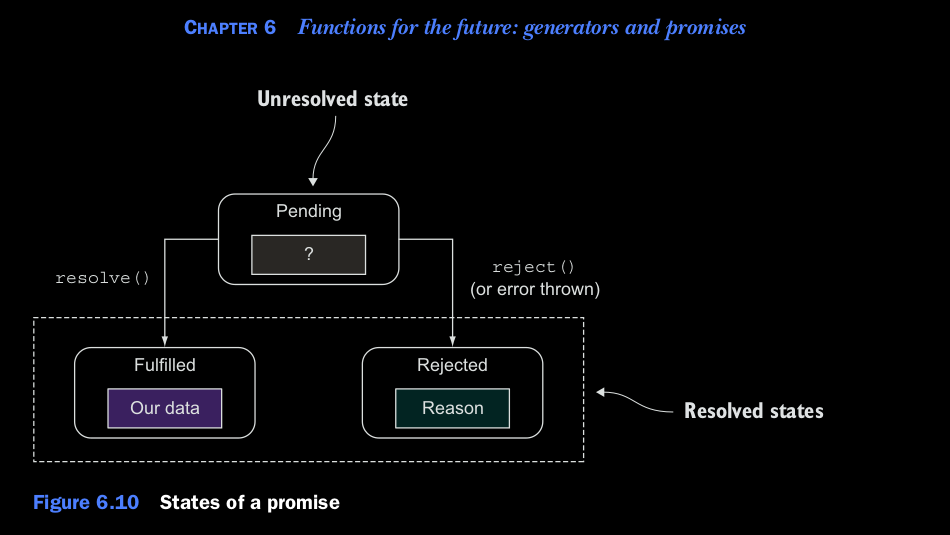 CHAPTER 6 Functions for the future: generators and promises
Unresolved state
Pending
?
resolve()
reject()
(or error thrown)
Fulfilled
Our data
Rejected
Reason
Resolved states
Figure 6.10 States of a promise